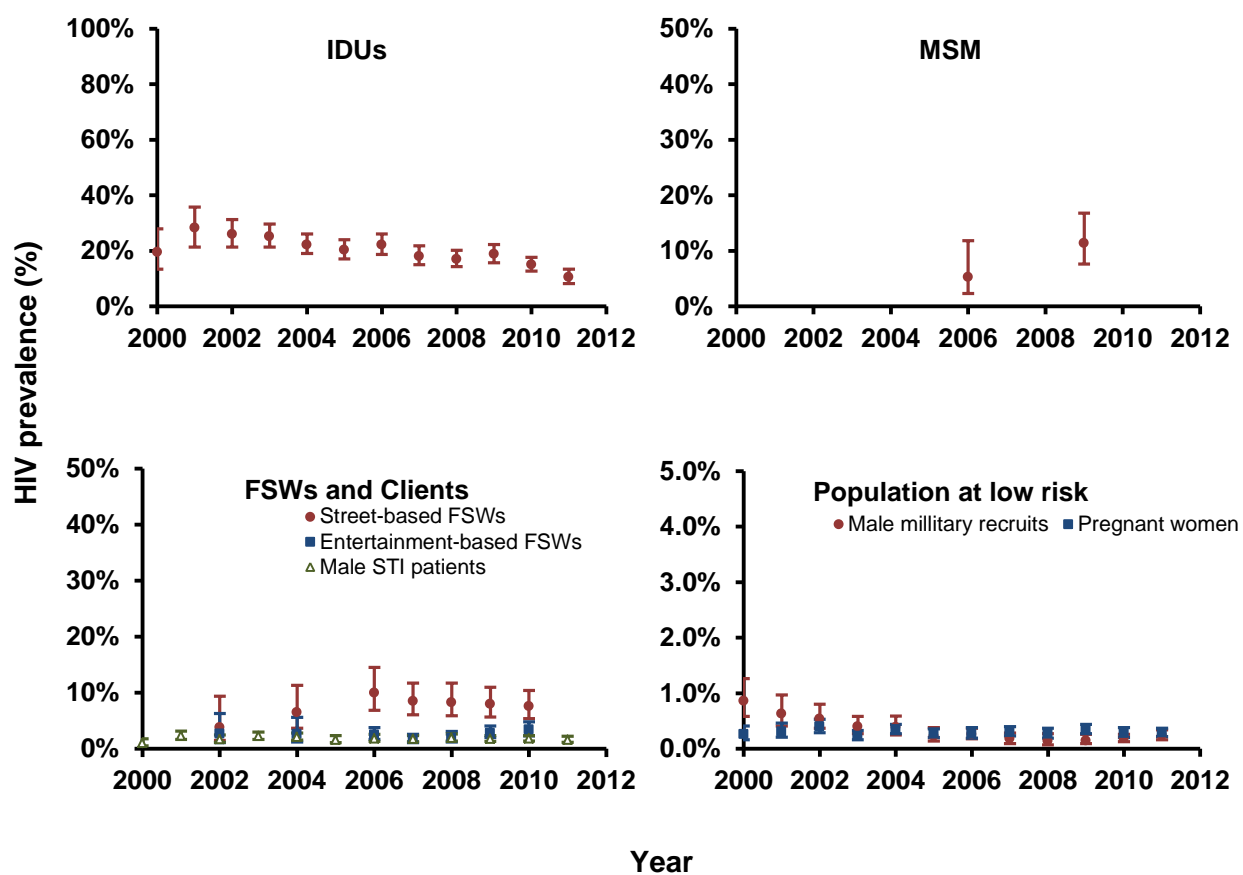 HIV prevalence (%)
IDUs
100%
80%
60%
40%
20%
0%
2000 2002 2004 2006 2008 2010 2012
MSM
50%
40%
30%
20%
10%
0%
2000 2002 2004 2006 2008 2010 2012
FSWs and Clients
Street-based FSWs
Entertainment-based FSWs
Male STI patients
50%
40%
30%
20%
10%
0%
2000 2002 2004 2006 2008 2010 2012
Population at low risk
Male millitary recruits Pregnant women
5.0%
4.0%
3.0%
2.0%
1.0%
0.0%
2000 2002 2004 2006 2008 2010 2012
Year